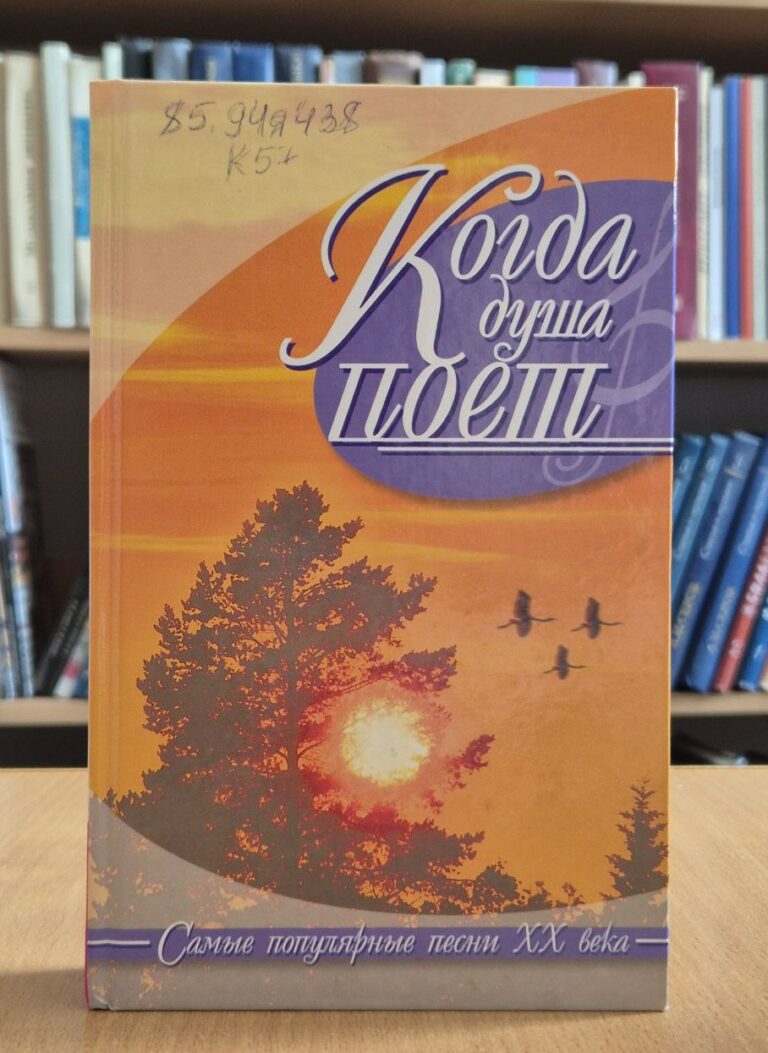 85.94я438
К57
Когда
душа
поет
Самые популярные песни XX века